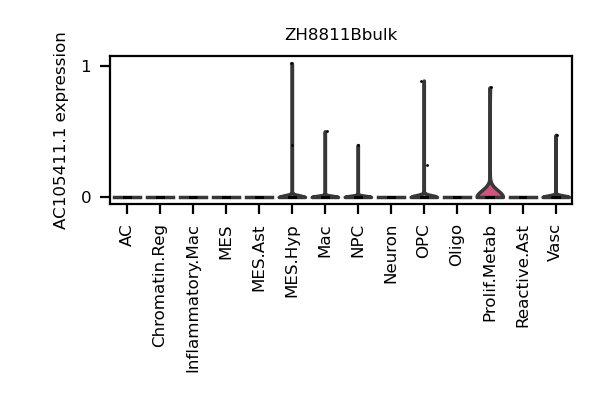 ZH8811Bbulk
AC105411.1 expression
1
0
AC
Chromatin.Reg
Inflammatory.Mac
MES
MES.Ast
MES.Hyp
Mac
NPC
Neuron
OPC
Oligo
Prolif.Metab
Reactive.Ast
Vasc